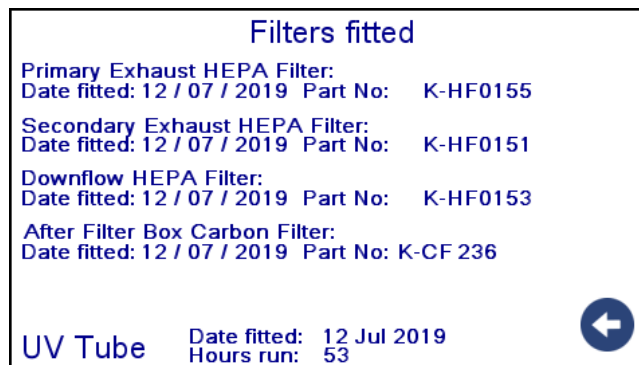 Filters fitted
Primary Exhaust HEPA Filter:
Date fitted: 12 / 07 / 2019 Part No: K-HF0155
Secondary Exhaust HEPA Filter:
Date fitted: 12 / 07 / 2019 Part No: K-HF0151
Downflow HEPA Filter:
Date fitted: 12 / 07 / 2019 Part No: K-HF0153
After Filter Box Carbon Filter:
Date fitted: 12 / 07 / 2019 Part No: K-CF 236
UV Tube
Date fitted: 12 Jul 2019
Hours run: 53